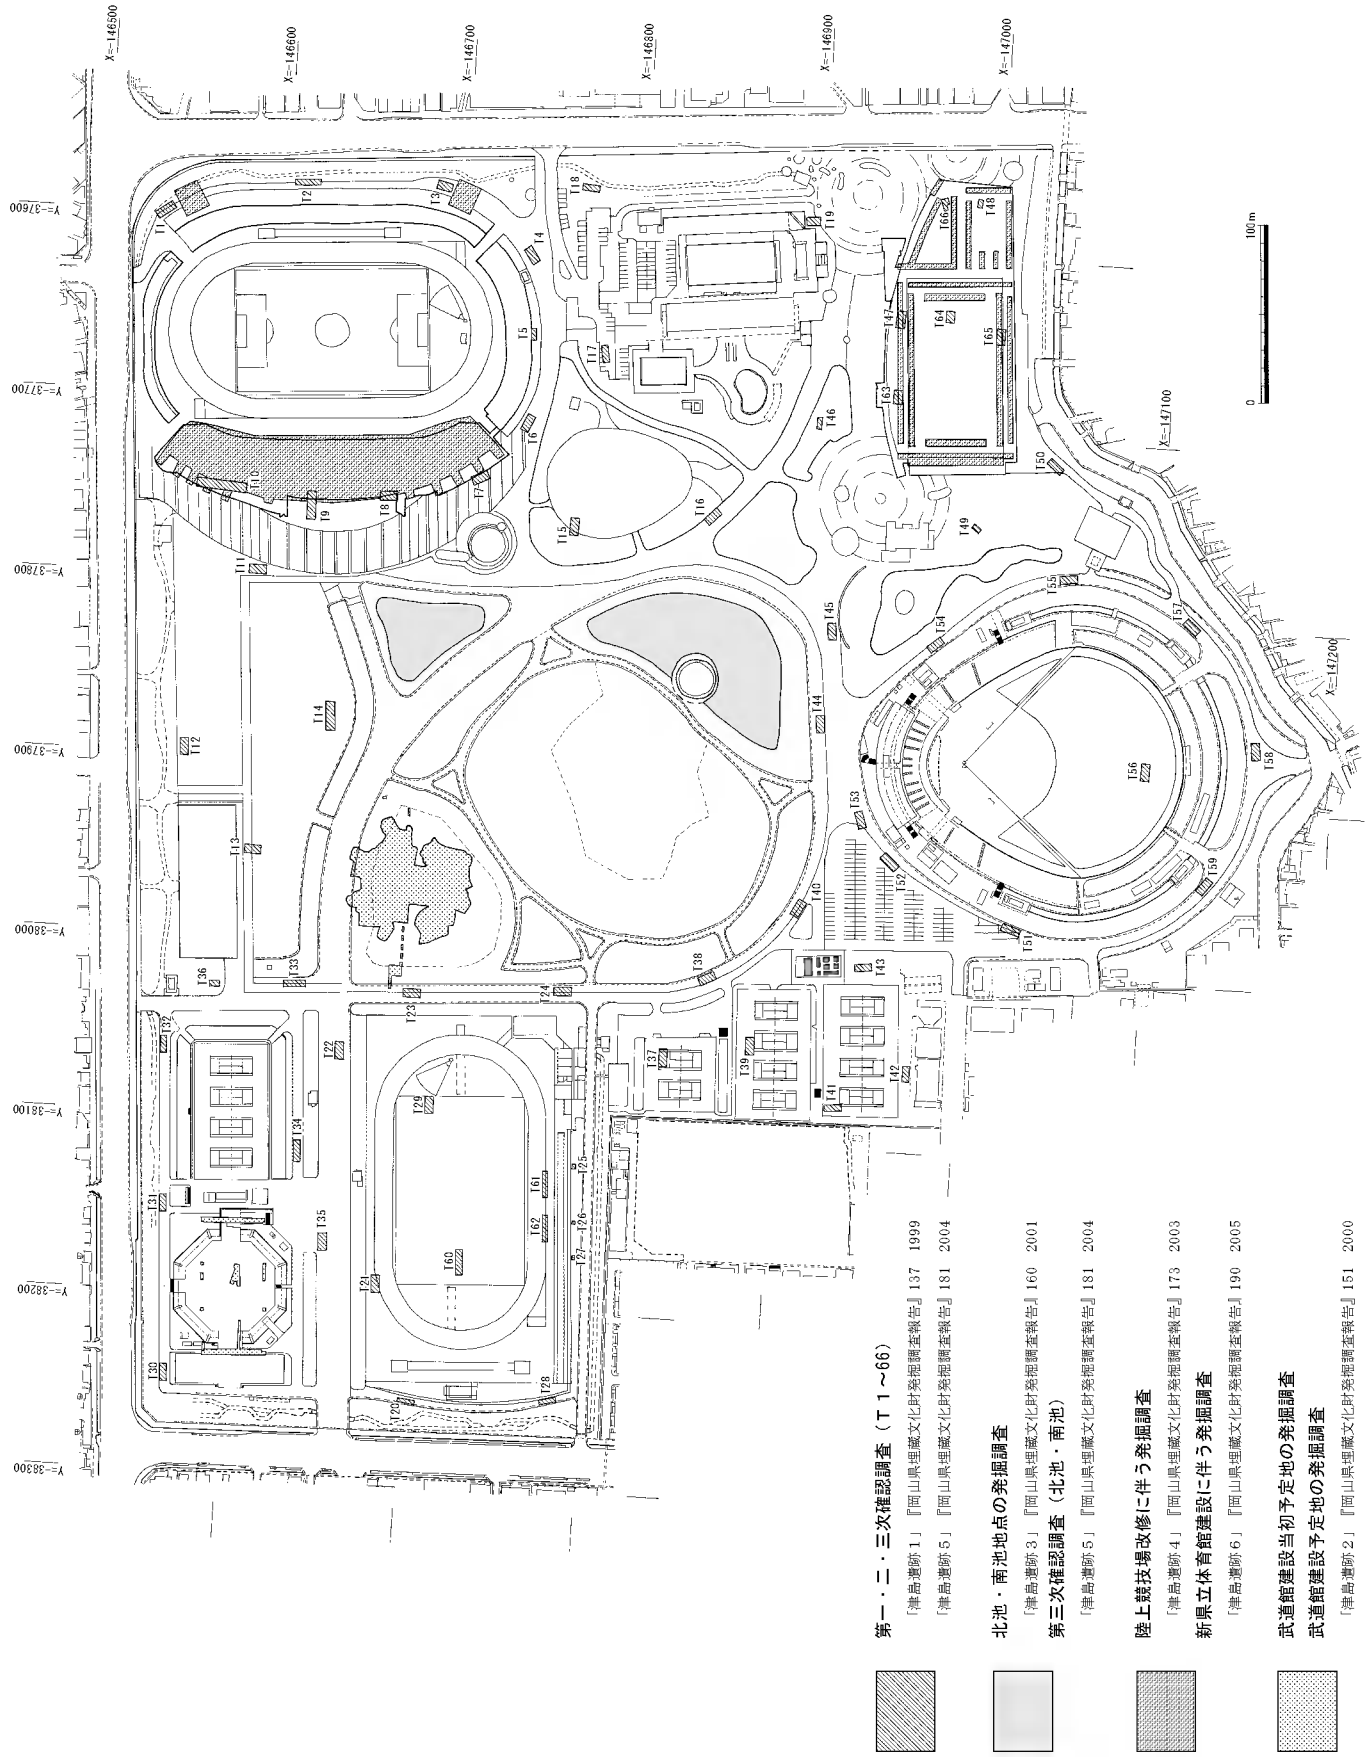 X=-146500
X=-146600
X=-146700
X=-146800
X=-146900
X=-147000
X=-147100
X=-147200
Y=-37600
Y=-37700
Y=-37800
Y=-37900
Y=-38000
Y=-38100
Y=-38200
Y=-38300
T1
T2
T3
T4
T5
T6
T7
T8
T9
T10
T11
T12
T13
T14
T15
T16
T17
T18
T19
T20
T21
T22
T23
T24
T25
T26
T27
T28
T29
T30
T31
T32
T33
T34
T35
T36
T37
T38
T39
T40
T41
T42
T43
T44
T45
T46
T47
T48
T49
T50
T51
T52
T53
T54
T55
T56
T57
T58
T59
T60
T61
T62
T63
T64
T65
T66
0 100m
第一・二・三次確認調査（T1～66）
「津島遺跡1」『岡山県埋蔵文化財発掘調査報告』137 1999
「津島遺跡5」『岡山県埋蔵文化財発掘調査報告』181 2004
北池・南池地点の発掘調査
「津島遺跡3」『岡山県埋蔵文化財発掘調査報告』160 2001
第三次確認調査（北池・南池）
「津島遺跡5」『岡山県埋蔵文化財発掘調査報告』181 2004
陸上競技場改修に伴う発掘調査
「津島遺跡4」『岡山県埋蔵文化財発掘調査報告』173 2003
新県立体育館建設に伴う発掘調査
「津島遺跡6」『岡山県埋蔵文化財発掘調査報告』190 2005
武道館建設当初予定地の発掘調査
武道館建設予定地の発掘調査
「津島遺跡2」『岡山県埋蔵文化財発掘調査報告』151 2000